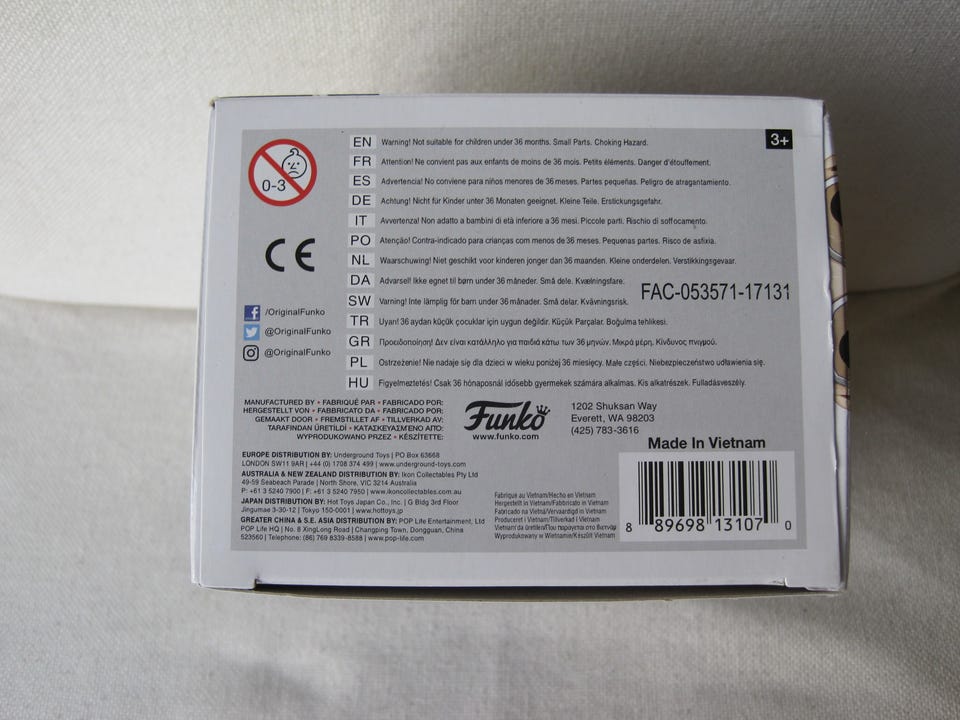 0-3
3+
EN Warning! Not suitable for children under 36 months. Small Parts. Choking Hazard.
FR Attention! Ne convient pas aux enfants de moins de 36 mois. Petits éléments. Danger d'étouffement.
ES Advertencia! No conviene para niños menores de 36 meses. Partes pequeñas. Peligro de atragantamiento.
DE Achtung! Nicht für Kinder unter 36 Monaten geeignet. Kleine Teile. Erstickungsgefahr.
IT Avvertenza! Non adatto a bambini di età inferiore a 36 mesi. Piccole parti. Rischio di soffocamento.
PO Atenção! Contra-indicado para crianças com menos de 36 meses. Pequenas partes. Risco de asfixia.
NL Waarschuwing! Niet geschikt voor kinderen jonger dan 36 maanden. Kleine onderdelen. Verstikkingsgevaar.
DA Advarsel! Ikke egnet til børn under 36 måneder. Små dele. Kvælningsfare.
SW Varning! Inte lämplig för barn under 36 månader. Små delar. Kvävningsrisk.
TR Uyarı! 36 aydan küçük çocuklar için uygun değildir. Küçük Parçalar. Boğulma tehlikesi.
GR Προειδοποίηση! Δεν είναι κατάλληλο για παιδιά κάτω των 36 μηνών. Μικρά μέρη. Κίνδυνος πνιγμού.
PL Ostrzeżenie! Nie nadaje się dla dzieci w wieku poniżej 36 miesięcy. Małe części. Niebezpieczeństwo udławienia się.
HU Figyelmeztetés! Csak 36 hónaposnál idősebb gyermekek számára alkalmas. Kis alkatrészek. Fulladásveszély.
CE
FAC-053571-17131
/OriginalFunko
@OriginalFunko
@OriginalFunko
MANUFACTURED BY • FABRIQUÉ PAR • FABRICADO POR:
HERGESTELLT VON • FABBRICATO DA • FABRICADO POR:
GEMAAKT DOOR • FREMSTILLET AF • TILLVERKAD AV:
TARAFINDAN ÜRETİLDİ • ΚΑΤΑΣΚΕΥΑΣΜΕΝΟ ΑΠΟ:
WYPRODUKOWANO PRZEZ • KÉSZÍTETTE:
Funko
www.funko.com
1202 Shuksan Way
Everett, WA 98203
(425) 783-3616
Made In Vietnam
EUROPE DISTRIBUTION BY: Underground Toys | PO Box 63668
LONDON SW11 9AR | +44 (0) 1708 374 499 | www.underground-toys.com
AUSTRALIA & NEW ZEALAND DISTRIBUTION BY: Ikon Collectables Pty Ltd
49-59 Seabeach Parade | North Shore, VIC 3214 Australia
P: +61 3 5240 7900 | F: +61 3 5240 7950 | www.ikoncollectables.com.au
JAPAN DISTRIBUTION BY: Hot Toys Japan Co., Inc. | G Bldg 3rd Floor
Jingumae 3-30-12 | Tokyo 150-0001 | www.hottoys.jp
GREATER CHINA & S.E. ASIA DISTRIBUTION BY: POP Life Entertainment, Ltd
POP Life HQ | No. 8 XingLong Road | Changping Town, Dongguan, China
523560 | Telephone: (86) 769 8339-8588 | www.pop-life.com
Fabriqué au Vietnam/Hecho en Vietnam
Hergestellt in Vietnam/Fabbricato in Vietnam
Fabricado na Vietnã/Vervaardigd in Vietnam
Produceret i Vietnam/Tillverkad i Vietnam
Vietnam'da üretilen/Που παράγεται στο Βιετνάμ
Wyprodukowany w Wietnamie/Készült Vietnam
8 89698 13107 0